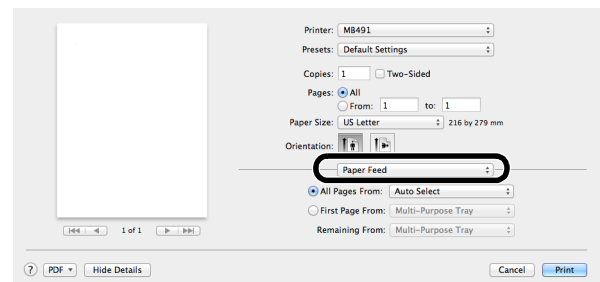 Printer: MB491
Presets: Default Settings
Copies: 1 Two-Sided
Pages: All
From: 1 to: 1
Paper Size: US Letter 216 by 279 mm
Orientation:
Paper Feed
All Pages From: Auto Select
First Page From: Multi-Purpose Tray
Remaining From: Multi-Purpose Tray
1 of 1
? PDF Hide Details Cancel Print